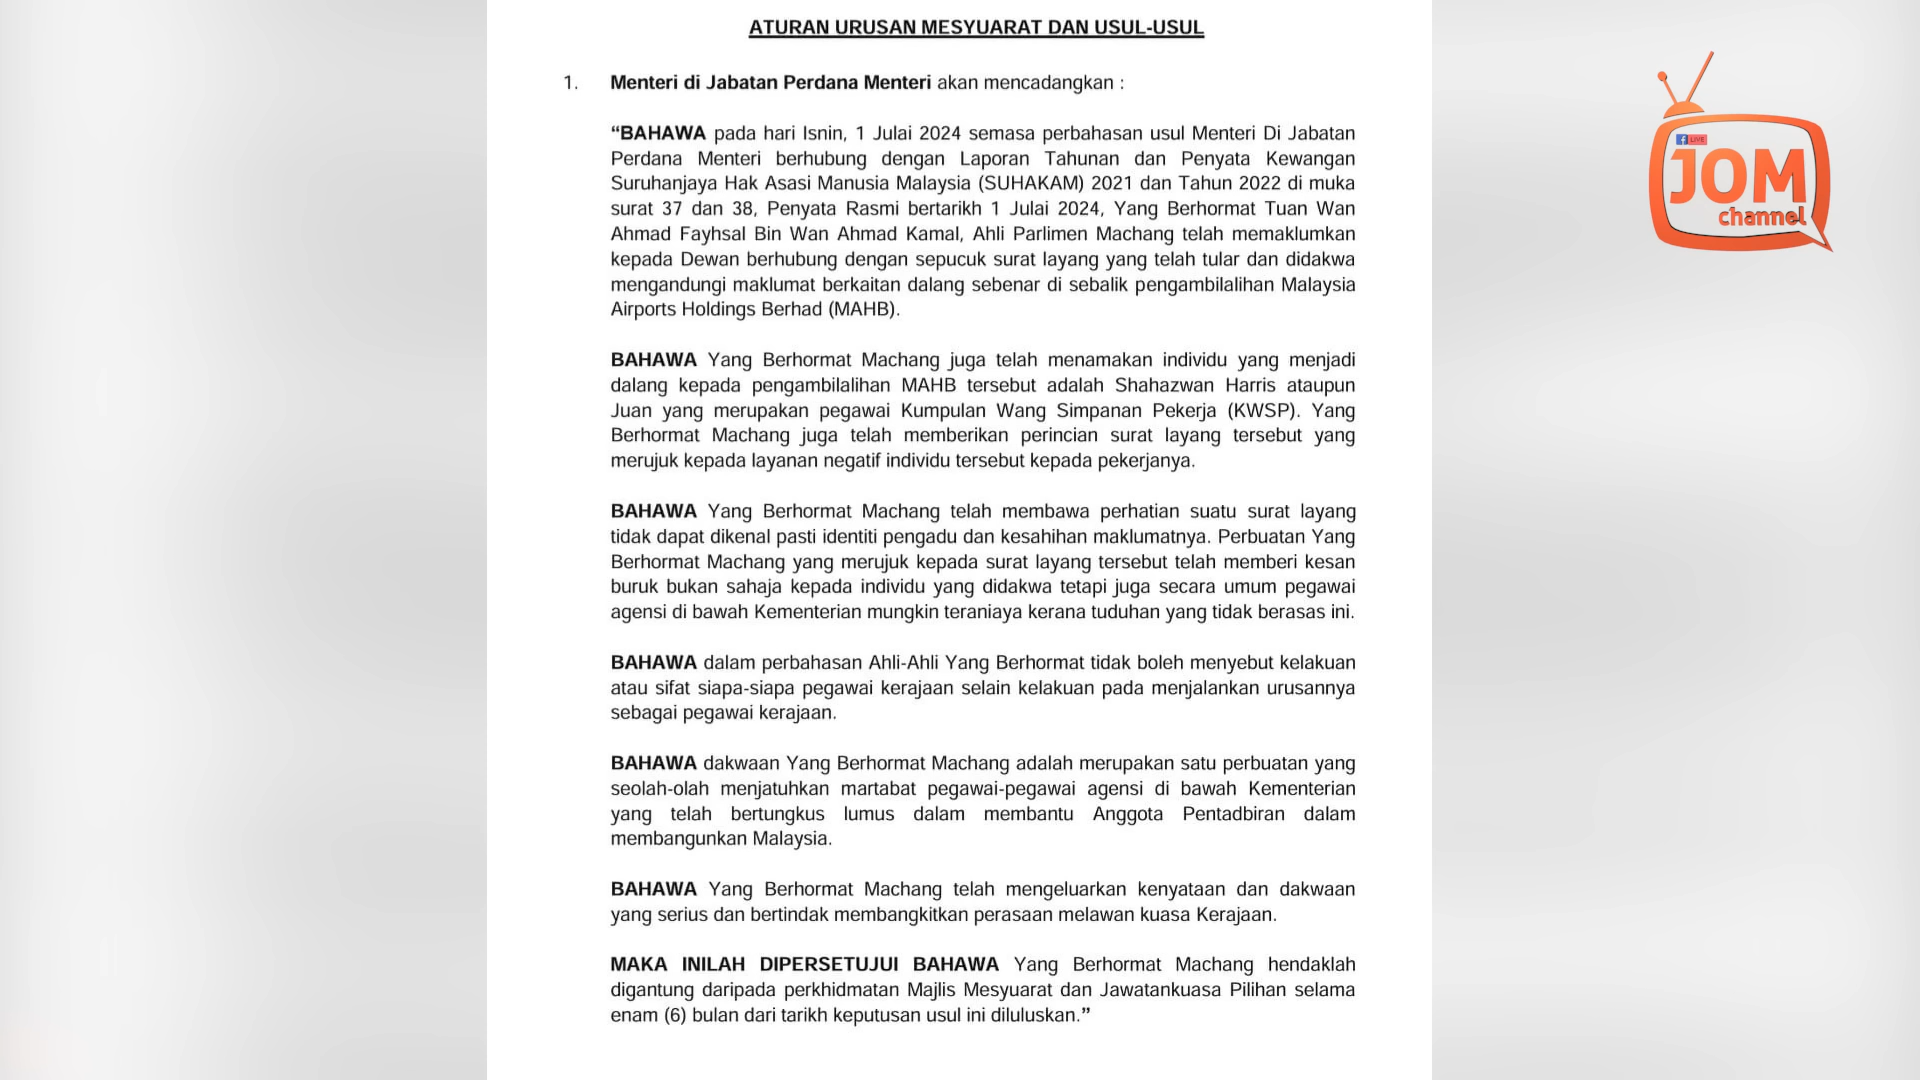 ATURAN URUSAN MESYUARAT DAN USUL-USUL
1. Menteri di Jabatan Perdana Menteri akan mencadangkan :
“BAHAWA pada hari Isnin, 1 Julai 2024 semasa perbahasan usul Menteri Di Jabatan
Perdana Menteri berhubung dengan Laporan Tahunan dan Penyata Kewangan
Suruhanjaya Hak Asasi Manusia Malaysia (SUHAKAM) 2021 dan Tahun 2022 di muka
surat 37 dan 38, Penyata Rasmi bertarikh 1 Julai 2024, Yang Berhormat Tuan Wan
Ahmad Fayhsal Bin Wan Ahmad Kamal, Ahli Parlimen Machang telah memaklumkan
kepada Dewan berhubung dengan sepucuk surat layang yang telah tular dan didakwa
mengandungi maklumat berkaitan dalang sebenar di sebalik pengambilalihan Malaysia
Airports Holdings Berhad (MAHB).
BAHAWA Yang Berhormat Machang juga telah menamakan individu yang menjadi
dalang kepada pengambilalihan MAHB tersebut adalah Shahazwan Harris ataupun
Juan yang merupakan pegawai Kumpulan Wang Simpanan Pekerja (KWSP). Yang
Berhormat Machang juga telah memberikan perincian surat layang tersebut yang
merujuk kepada layanan negatif individu tersebut kepada pekerjanya.
BAHAWA Yang Berhormat Machang telah membawa perhatian suatu surat layang
tidak dapat dikenal pasti identiti pengadu dan kesahihan maklumatnya. Perbuatan Yang
Berhormat Machang yang merujuk kepada surat layang tersebut telah memberi kesan
buruk bukan sahaja kepada individu yang didakwa tetapi juga secara umum pegawai
agensi di bawah Kementerian mungkin teraniaya kerana tuduhan yang tidak berasas ini.
BAHAWA dalam perbahasan Ahli-Ahli Yang Berhormat tidak boleh menyebut kelakuan
atau sifat siapa-siapa pegawai kerajaan selain kelakuan pada menjalankan urusannya
sebagai pegawai kerajaan.
BAHAWA dakwaan Yang Berhormat Machang adalah merupakan satu perbuatan yang
seolah-olah menjatuhkan martabat pegawai-pegawai agensi di bawah Kementerian
yang telah bertungkus lumus dalam membantu Anggota Pentadbiran dalam
membangunkan Malaysia.
BAHAWA Yang Berhormat Machang telah mengeluarkan kenyataan dan dakwaan
yang serius dan bertindak membangkitkan perasaan melawan kuasa Kerajaan.
MAKA INILAH DIPERSETUJUI BAHAWA Yang Berhormat Machang hendaklah
digantung daripada perkhidmatan Majlis Mesyuarat dan Jawatankuasa Pilihan selama
enam (6) bulan dari tarikh keputusan usul ini diluluskan.”
f LIVE
JOM
channel